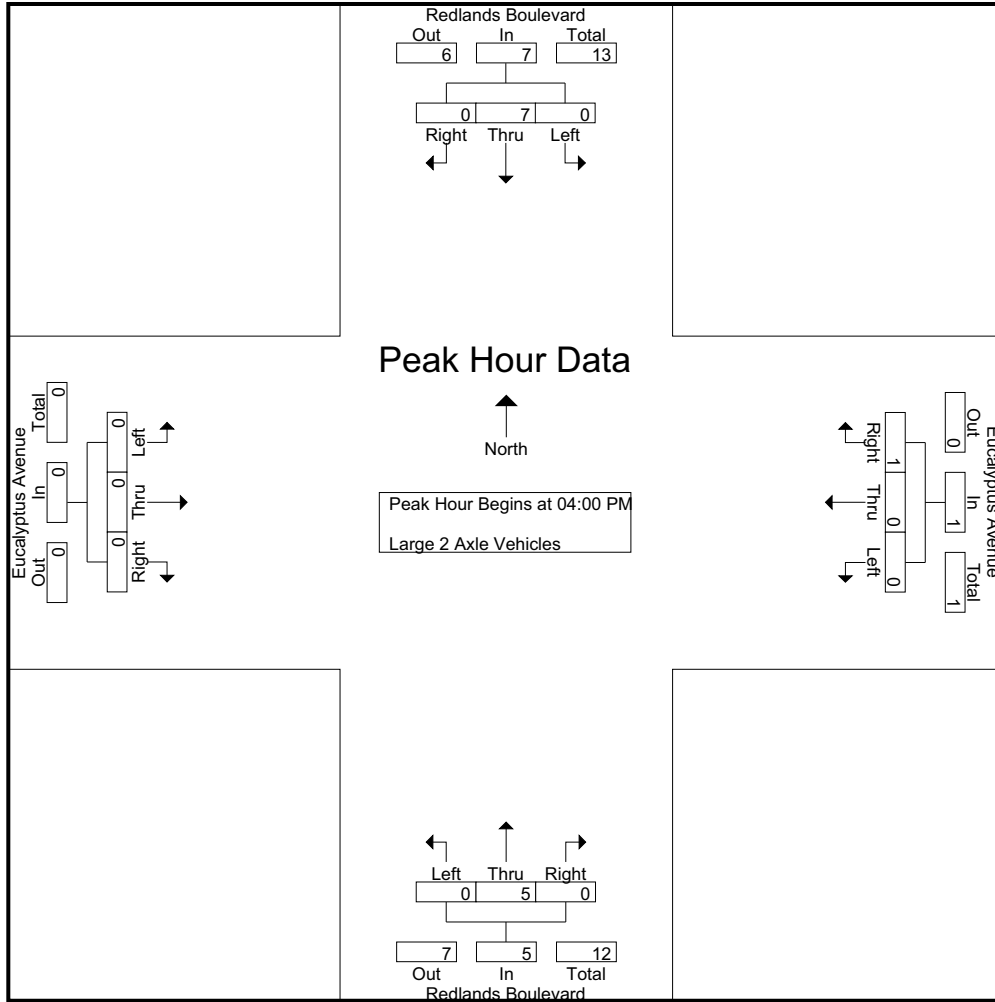 Redlands Boulevard
Out In Total
6 7 13
0 7 0
Right Thru Left
Peak Hour Data
North
Peak Hour Begins at 04:00 PM
Large 2 Axle Vehicles
Eucalyptus Avenue
Out In Total
0 0 0
0 0 0
Right Thru Left
Eucalyptus Avenue
Out In Total
0 1 1
1 0 0
Right Thru Left
Left Thru Right
0 5 0
7 5 12
Out In Total
Redlands Boulevard